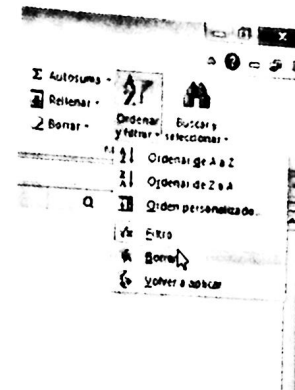 Σ Autosuma
Rellenar
Borrar
Ordenar
y filtrar
Buscar y
seleccionar
Ordenar de A a Z
Ordenar de Z a A
Orden personalizado...
Filtro
Borrar
Volver a aplicar
Q